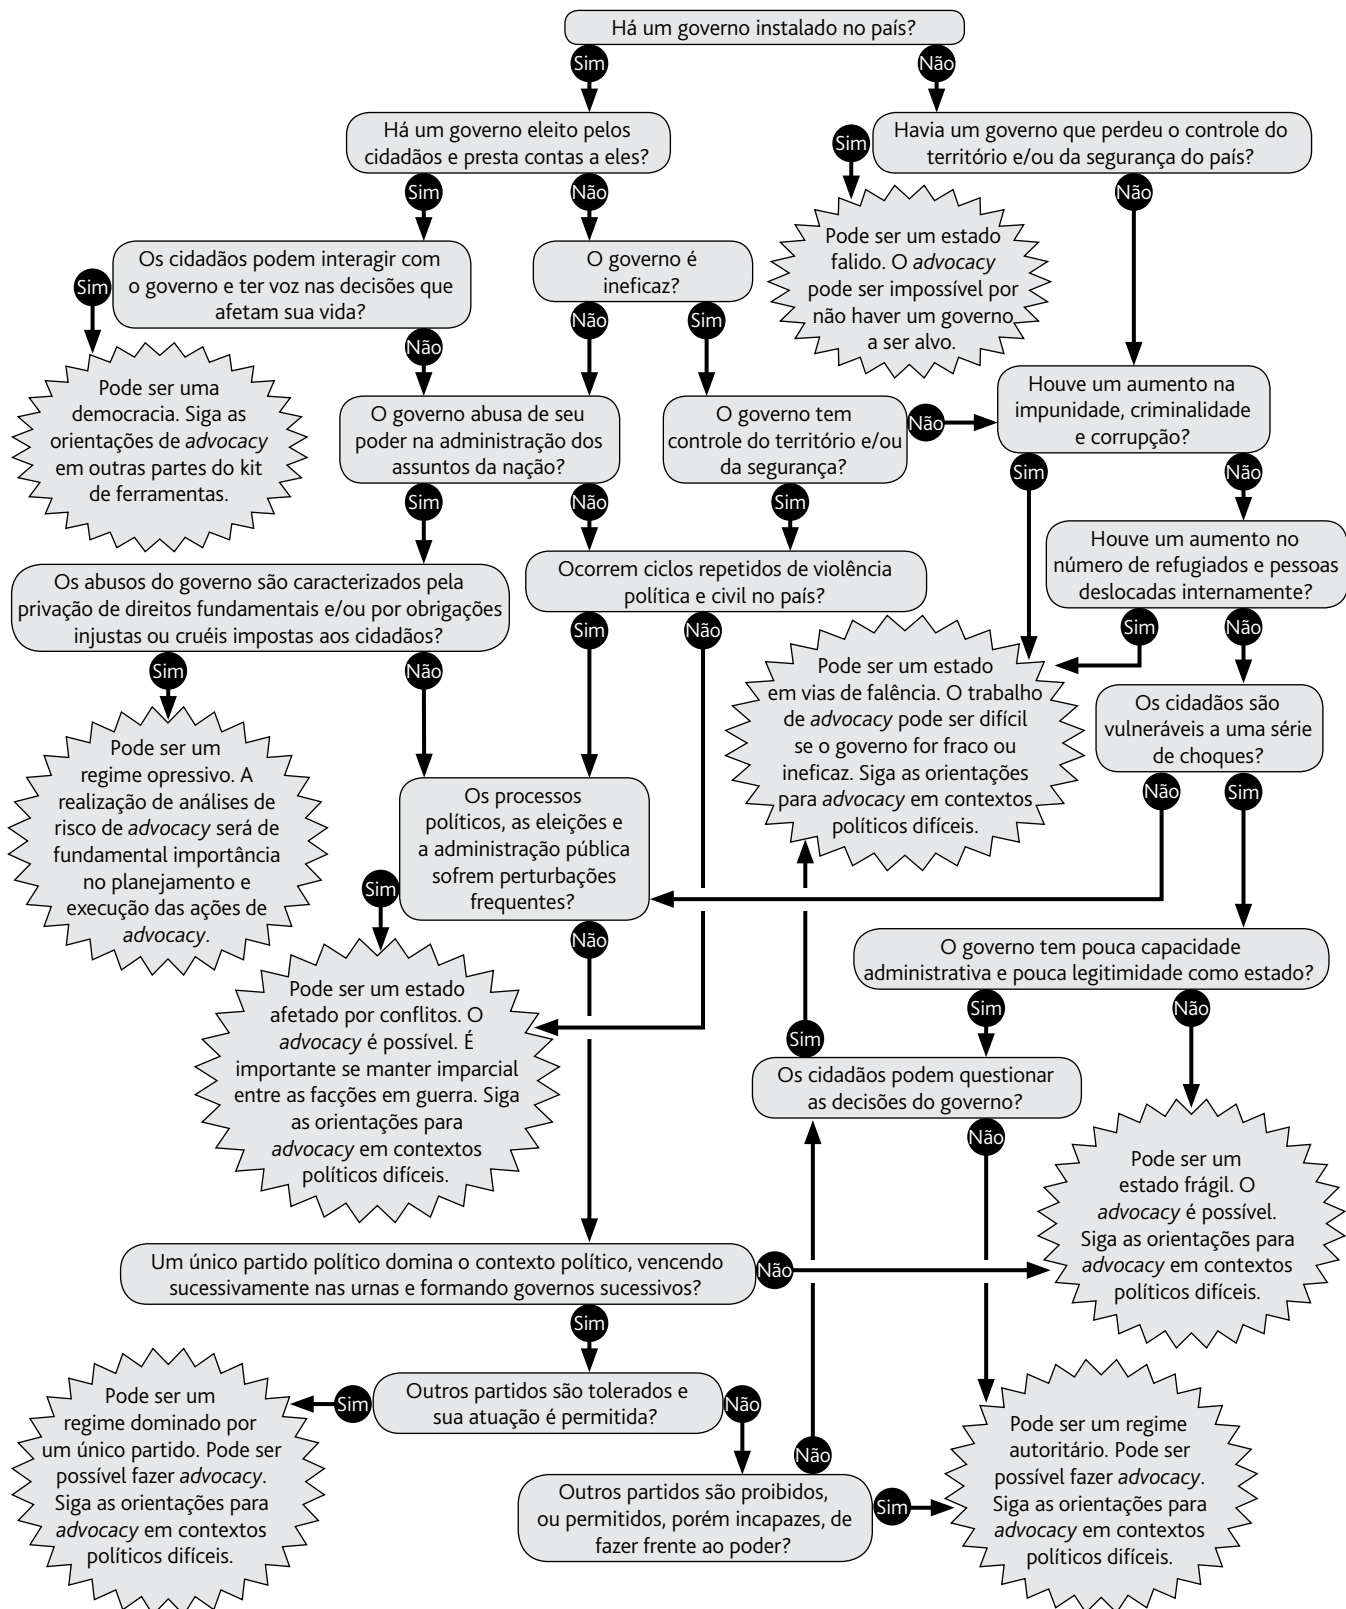 Há um governo instalado no país?
Sim
Não
Há um governo eleito pelos
cidadãos e presta contas a eles?
Sim
Não
Sim
Havia um governo que perdeu o controle do
território e/ou da segurança do país?
Não
Pode ser um estado
falido. O advocacy
pode ser impossível por
não haver um governo
a ser alvo.
Sim
Os cidadãos podem interagir com
o governo e ter voz nas decisões que
afetam sua vida?
Não
O governo é
ineficaz?
Não
Sim
Pode ser uma
democracia. Siga as
orientações de advocacy
em outras partes do kit
de ferramentas.
O governo abusa de seu
poder na administração dos
assuntos da nação?
Sim
Não
O governo tem
controle do território e/ou
da segurança?
Não
Sim
Houve um aumento na
impunidade, criminalidade
e corrupção?
Sim
Não
Houve um aumento no
número de refugiados e pessoas
deslocadas internamente?
Sim
Não
Os abusos do governo são caracterizados pela
privação de direitos fundamentais e/ou por obrigações
injustas ou cruéis impostas aos cidadãos?
Sim
Não
Ocorrem ciclos repetidos de violência
política e civil no país?
Sim
Não
Pode ser um estado
em vias de falência. O trabalho
de advocacy pode ser difícil
se o governo for fraco ou
ineficaz. Siga as orientações
para advocacy em contextos
políticos difíceis.
Os cidadãos são
vulneráveis a uma série
de choques?
Não
Sim
Pode ser um
regime opressivo. A
realização de análises de
risco de advocacy será de
fundamental importância
no planejamento e
execução das ações de
advocacy.
Os processos
políticos, as eleições e
a administração pública
sofrem perturbações
frequentes?
Sim
Não
O governo tem pouca capacidade
administrativa e pouca legitimidade como estado?
Sim
Não
Pode ser um estado
afetado por conflitos. O
advocacy é possível. É
importante se manter imparcial
entre as facções em guerra. Siga
as orientações para
advocacy em contextos
políticos difíceis.
Sim
Os cidadãos podem questionar
as decisões do governo?
Não
Pode ser um
estado frágil. O
advocacy é possível.
Siga as orientações para
advocacy em contextos
políticos difíceis.
Um único partido político domina o contexto político, vencendo
sucessivamente nas urnas e formando governos sucessivos?
Não
Sim
Outros partidos são tolerados e
sua atuação é permitida?
Sim
Não
Pode ser um
regime dominado por
um único partido. Pode ser
possível fazer advocacy.
Siga as orientações para
advocacy em contextos
políticos difíceis.
Não
Outros partidos são proibidos,
ou permitidos, porém incapazes, de
fazer frente ao poder?
Sim
Pode ser um regime
autoritário. Pode ser
possível fazer advocacy.
Siga as orientações para
advocacy em contextos
políticos difíceis.